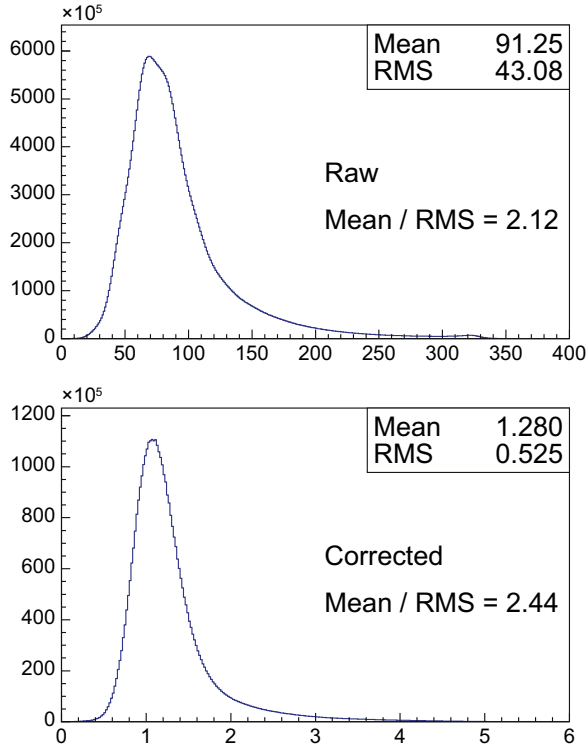 ×10⁵
6000
5000
4000
3000
2000
1000
0
Mean 91.25
RMS 43.08
Raw
Mean / RMS = 2.12
0 50 100 150 200 250 300 350 400
×10⁵
1200
1000
800
600
400
200
0
Mean 1.280
RMS 0.525
Corrected
Mean / RMS = 2.44
0 1 2 3 4 5 6